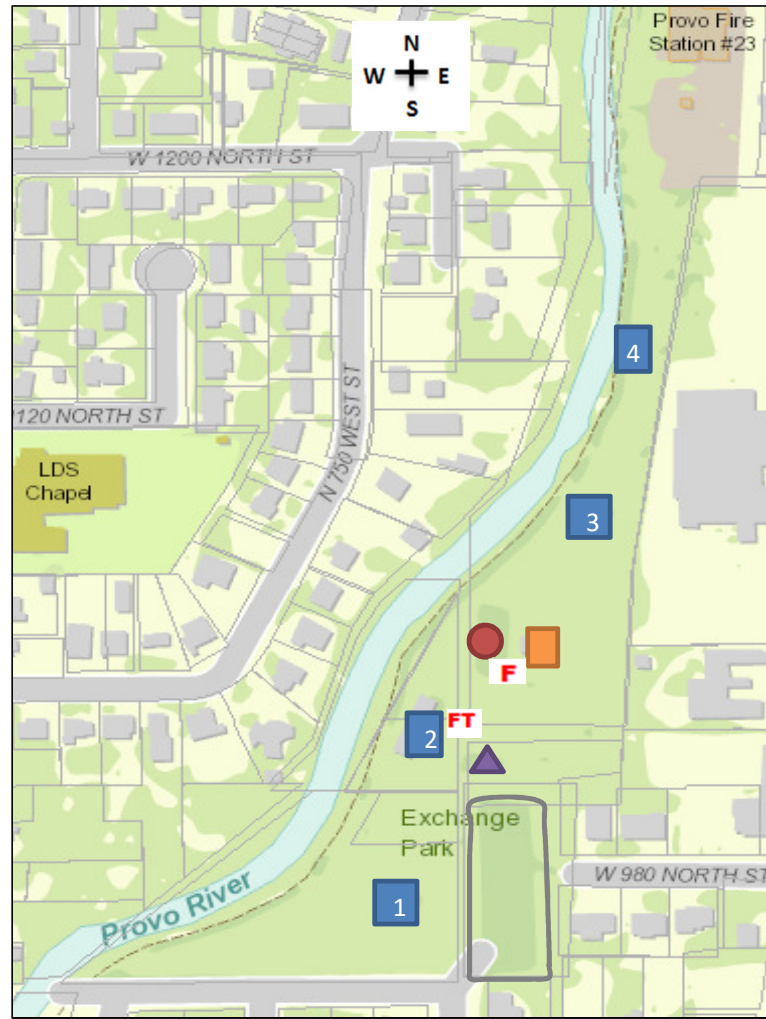 Provo Fire
Station #23
N
W E
S
W 1200 NORTH ST
4
N 750 WEST ST
1120 NORTH ST
LDS
Chapel
3
F
FT
2
Exchange
Park
W 980 NORTH ST
1
Provo River